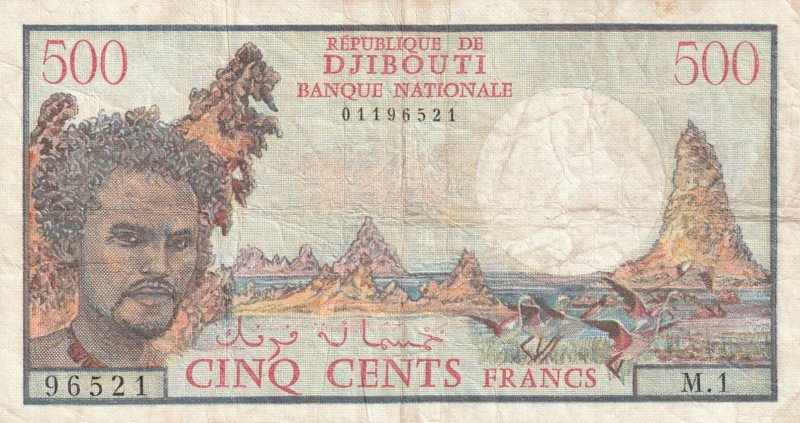 500
RÉPUBLIQUE DE
DJIBOUTI
BANQUE NATIONALE
01196521
500
خمسمائة فرنك
96521
CINQ CENTS FRANCS
M.1